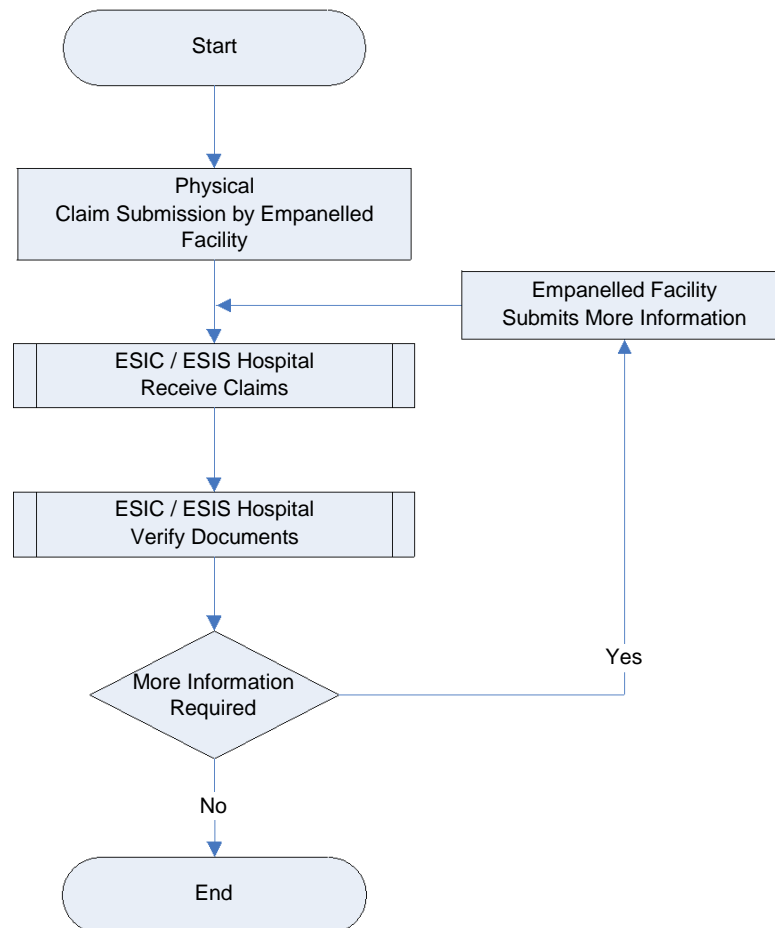 Start
Physical
Claim Submission by Empanelled
Facility
Empanelled Facility
Submits More Information
ESIC / ESIS Hospital
Receive Claims
ESIC / ESIS Hospital
Verify Documents
More Information
Required
Yes
No
End